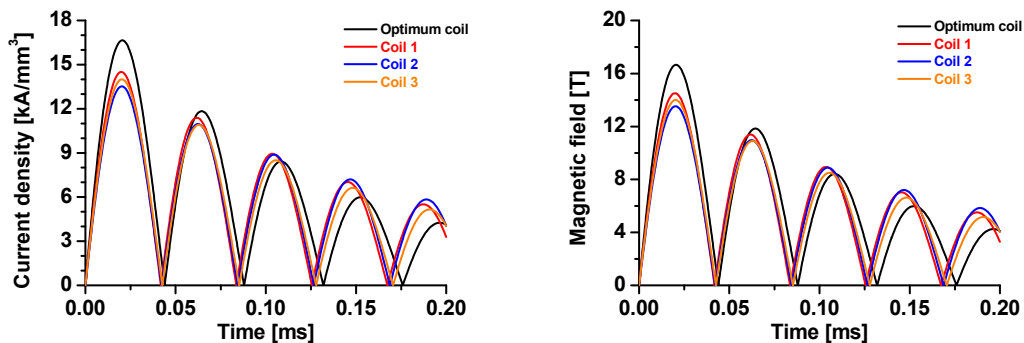 Current density [kA/mm³]
18
15
12
9
6
3
0
0.00 0.05 0.10 0.15 0.20
Time [ms]
Optimum coil
Coil 1
Coil 2
Coil 3
Magnetic field [T]
20
16
12
8
4
0
0.00 0.05 0.10 0.15 0.20
Time [ms]
Optimum coil
Coil 1
Coil 2
Coil 3